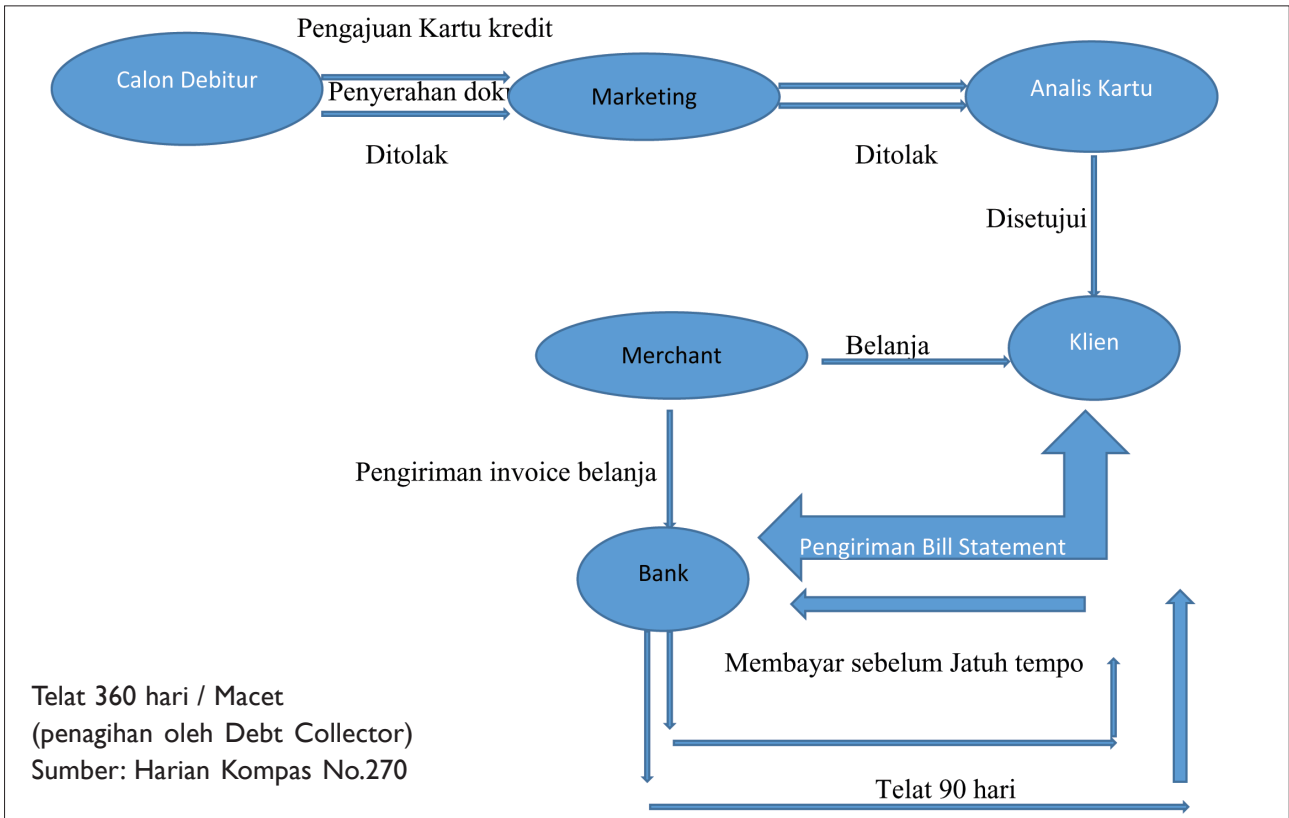 Pengajuan Kartu kredit
Calon Debitur
Penyerahan doku
Marketing
Analis Kartu
Ditolak
Ditolak
Disetujui
Merchant
Belanja
Klien
Pengiriman invoice belanja
Pengiriman Bill Statement
Bank
Membayar sebelum Jatuh tempo
Telat 360 hari / Macet
(penagihan oleh Debt Collector)
Sumber: Harian Kompas No.270
Telat 90 hari